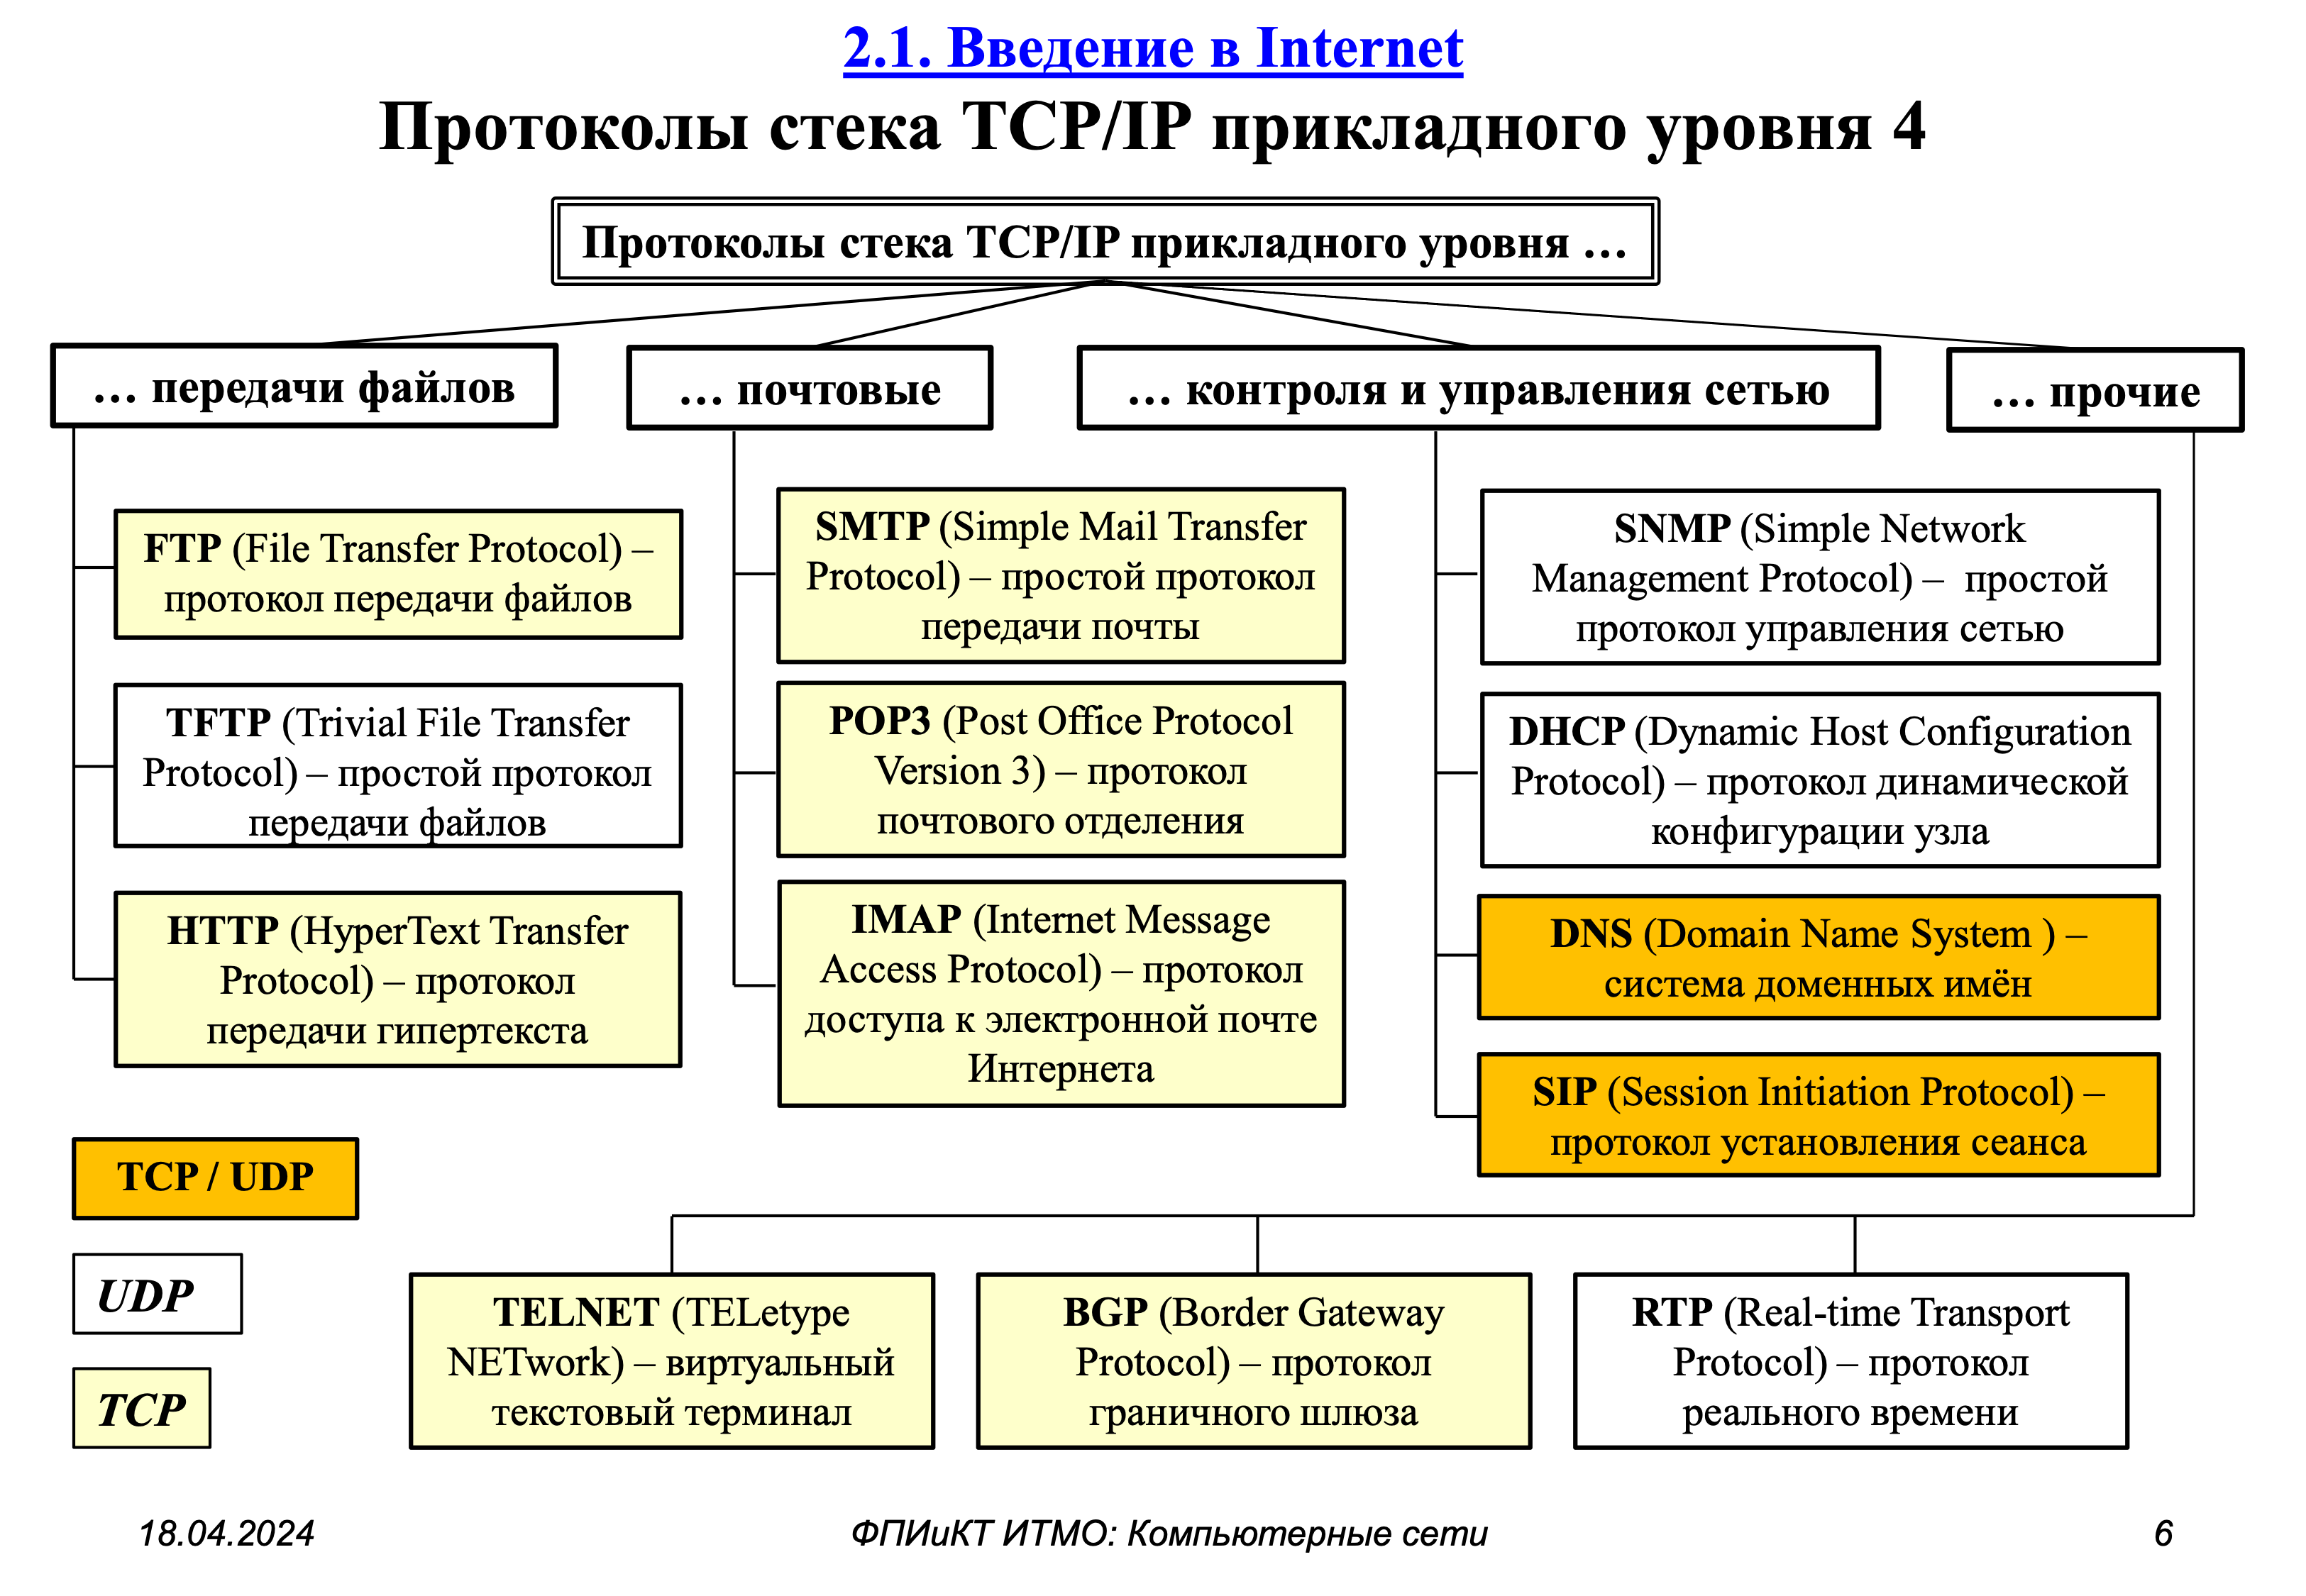 2.1. Введение в Internet
Протоколы стека TCP/IP прикладного уровня 4
Протоколы стека TCP/IP прикладного уровня …
… передачи файлов
… почтовые
… контроля и управления сетью
… прочие
FTP (File Transfer Protocol) –
протокол передачи файлов
TFTP (Trivial File Transfer
Protocol) – простой протокол
передачи файлов
HTTP (HyperText Transfer
Protocol) – протокол
передачи гипертекста
SMTP (Simple Mail Transfer
Protocol) – простой протокол
передачи почты
POP3 (Post Office Protocol
Version 3) – протокол
почтового отделения
IMAP (Internet Message
Access Protocol) – протокол
доступа к электронной почте
Интернета
SNMP (Simple Network
Management Protocol) – простой
протокол управления сетью
DHCP (Dynamic Host Configuration
Protocol) – протокол динамической
конфигурации узла
DNS (Domain Name System ) –
система доменных имён
SIP (Session Initiation Protocol) –
протокол установления сеанса
TCP / UDP
UDP
TCP
TELNET (TELetype
NETwork) – виртуальный
текстовый терминал
BGP (Border Gateway
Protocol) – протокол
граничного шлюза
RTP (Real-time Transport
Protocol) – протокол
реального времени
18.04.2024
ФПИиКТ ИТМО: Компьютерные сети
6